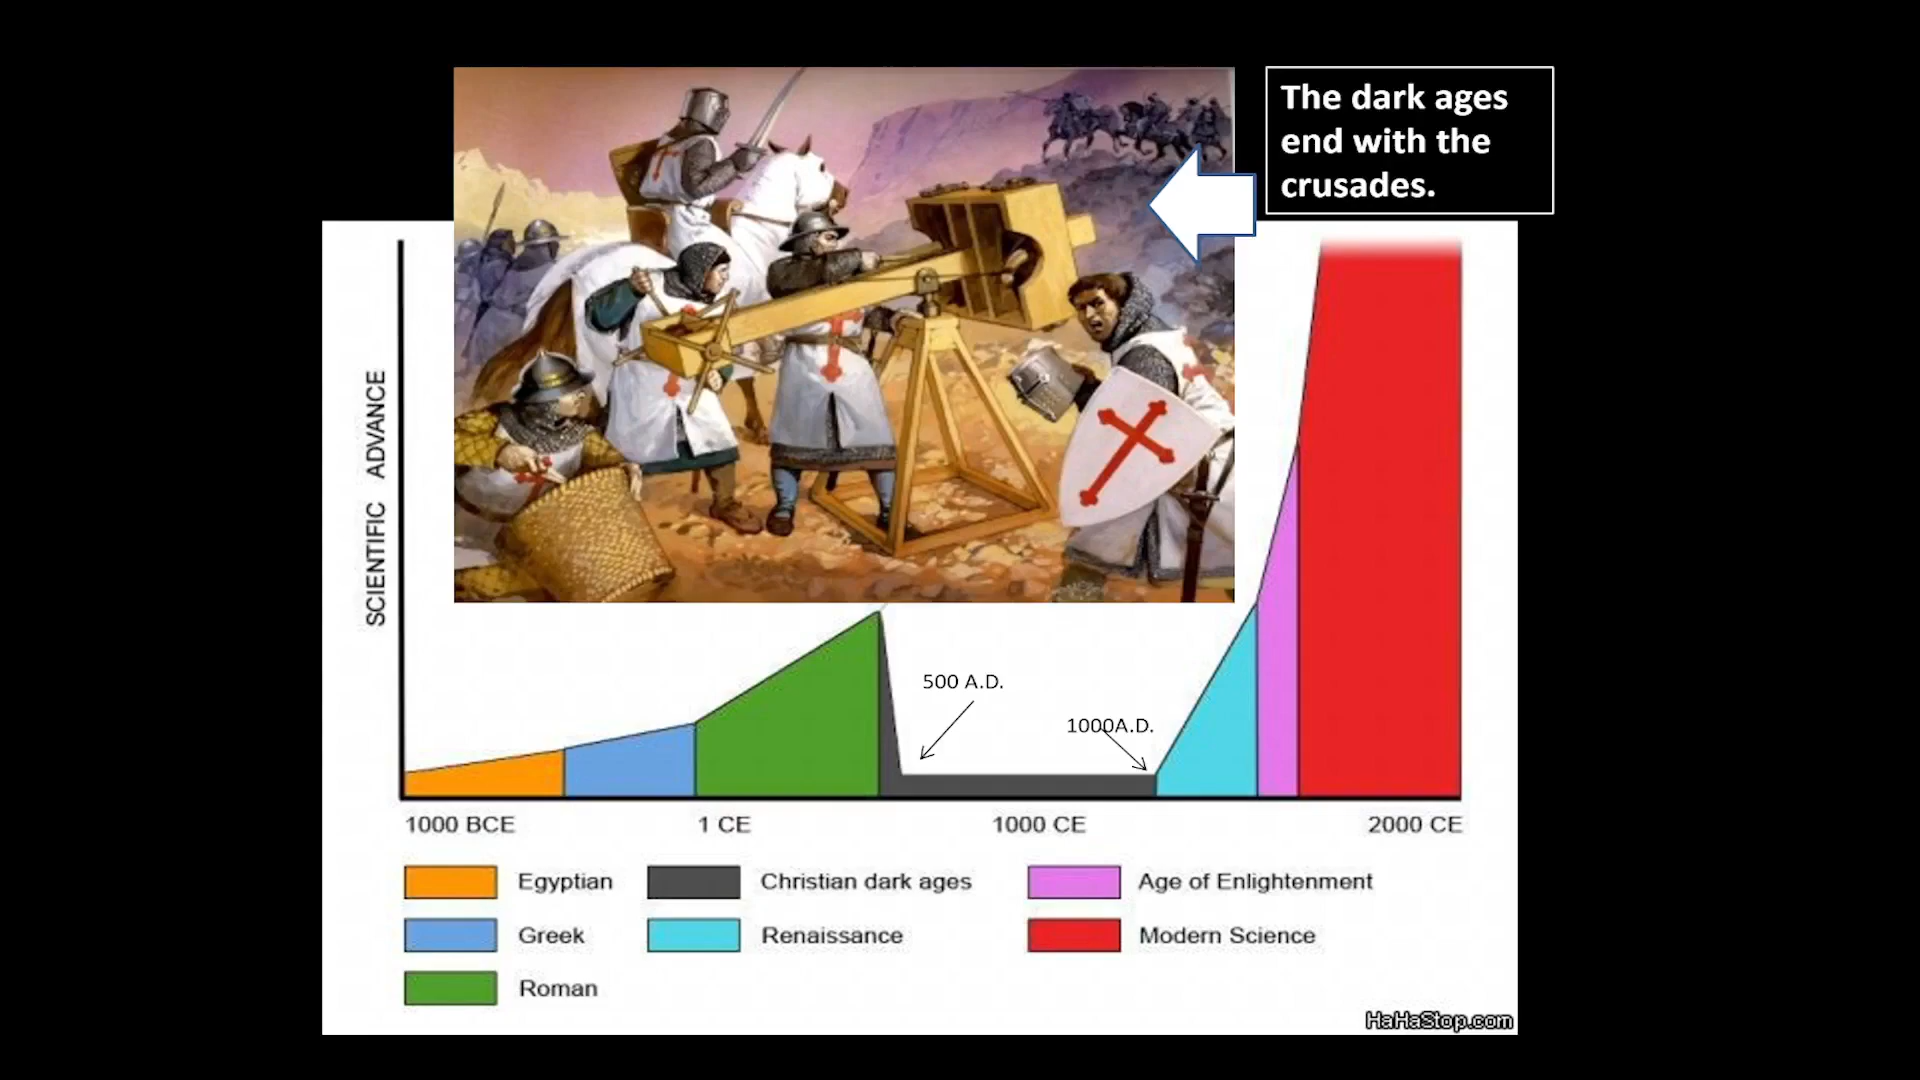 The dark ages
end with the
crusades.
SCIENTIFIC ADVANCE
500 A.D.
1000A.D.
1000 BCE
1 CE
1000 CE
2000 CE
Egyptian
Christian dark ages
Age of Enlightenment
Greek
Renaissance
Modern Science
Roman
HaHaStop.com